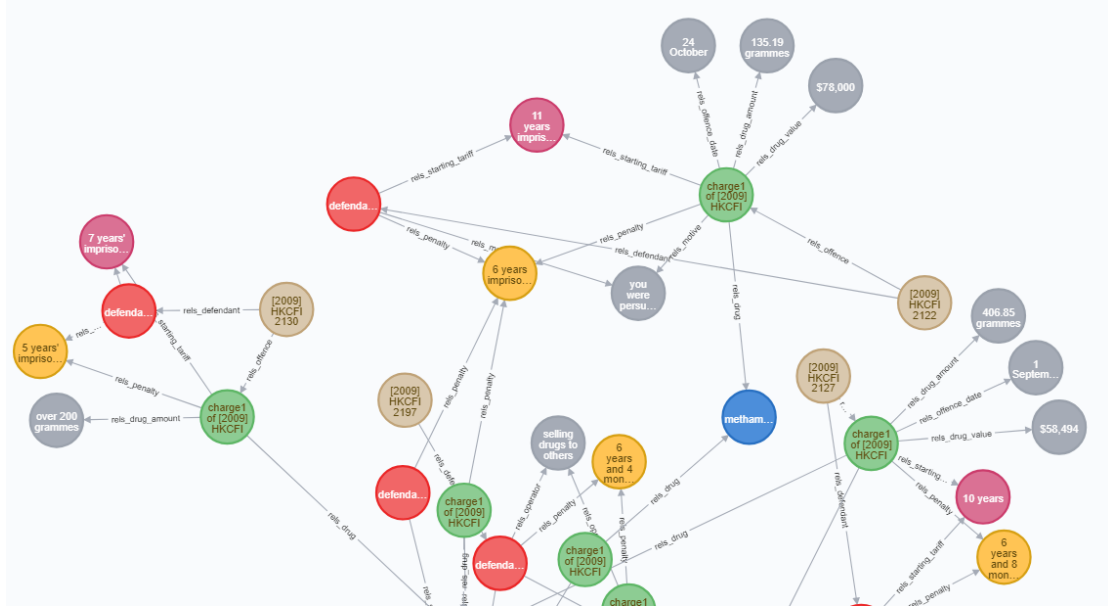 24
October
135.19
grammes
$78,000
11
years
impris…
rels_offence_date
rels_drug_amount
rels_drug_value
rels_starting_tariff
rels_starting_tariff
charge1
of [2009]
HKCFI
defenda…
rels_penalty
rels_m
rels_penalty
rels_defendant
rels_motive
rels_offence
7 years'
impriso…
6 years
impriso…
you
were
persu…
[2009]
HKCFI
2122
rels_drug
defenda…
rels_defendant
[2009]
HKCFI
2130
406.85
grammes
rels_…
starting_tariff
rels_offence
5 years'
impriso…
rels_penalty
1
Septem…
[2009]
HKCFI
2127
rels_drug_amount
rels_offence_date
rels_penalty
rels_penalty
over 200
grammes
rels_drug_amount
charge1
of [2009]
HKCFI
[2009]
HKCFI
2197
metham…
r…
charge1
of [2009]
HKCFI
rels_drug_value
$58,494
selling
drugs to
others
6
years
and 4
mon…
rels_defe
rels_starting…
rels_penalty
10 years
defenda…
charge1
of [2009]
HKCFI
rels_operator
rels_penalty
rels_op
rels_drug
rels_drug
rels_defendant
rels_drug
rels_penalty
defenda…
charge1
of [2009]
HKCFI
rels_starting_tariff
6
years
and 8
mon…
rels_penalty
charge1